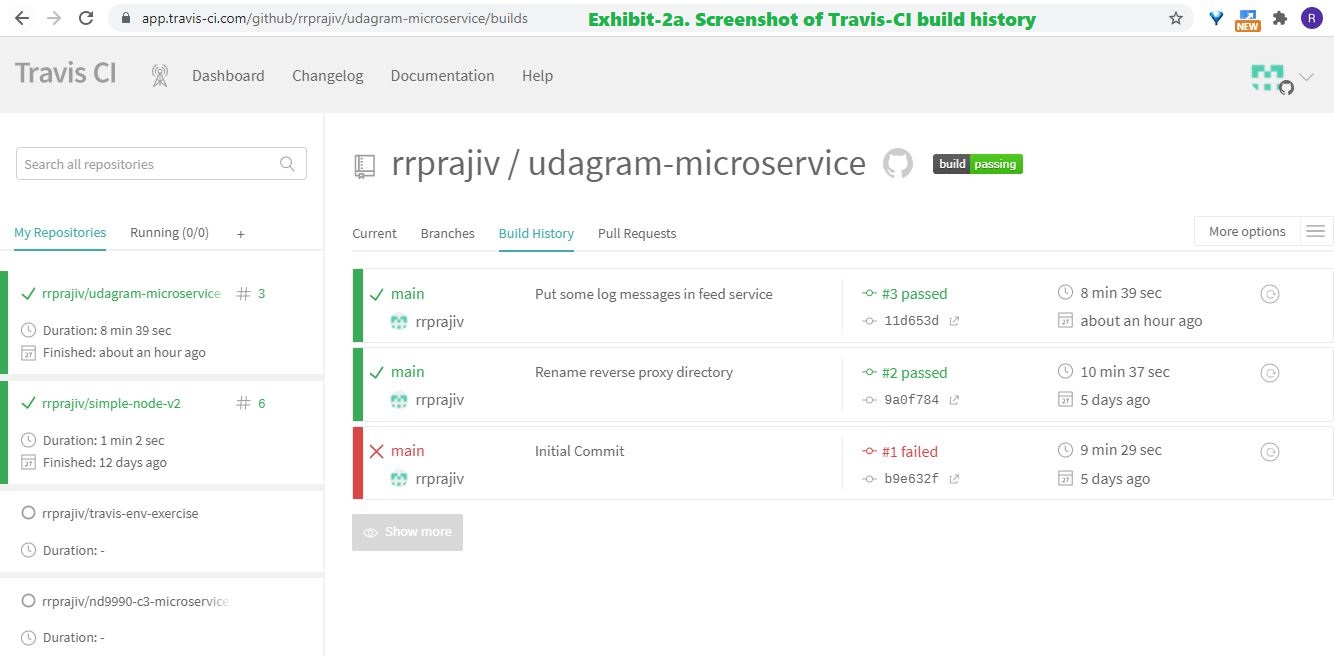 app.travis-ci.com/github/rrprajiv/udagram-microservice/builds
Exhibit-2a. Screenshot of Travis-CI build history
NEW
R
Travis CI
Dashboard
Changelog
Documentation
Help
Search all repositories
My Repositories
Running (0/0)
+
rrprajiv/udagram-microservice # 3
Duration: 8 min 39 sec
Finished: about an hour ago
rrprajiv/simple-node-v2 # 6
Duration: 1 min 2 sec
Finished: 12 days ago
rrprajiv/travis-env-exercise
Duration: -
rrprajiv/nd9990-c3-microservice
Duration: -
rrprajiv / udagram-microservice
build passing
Current
Branches
Build History
Pull Requests
More options
main
Put some log messages in feed service
#3 passed
8 min 39 sec
rrprajiv
11d653d
27
about an hour ago
main
Rename reverse proxy directory
#2 passed
10 min 37 sec
rrprajiv
9a0f784
27
5 days ago
main
Initial Commit
#1 failed
9 min 29 sec
rrprajiv
b9e632f
27
5 days ago
Show more